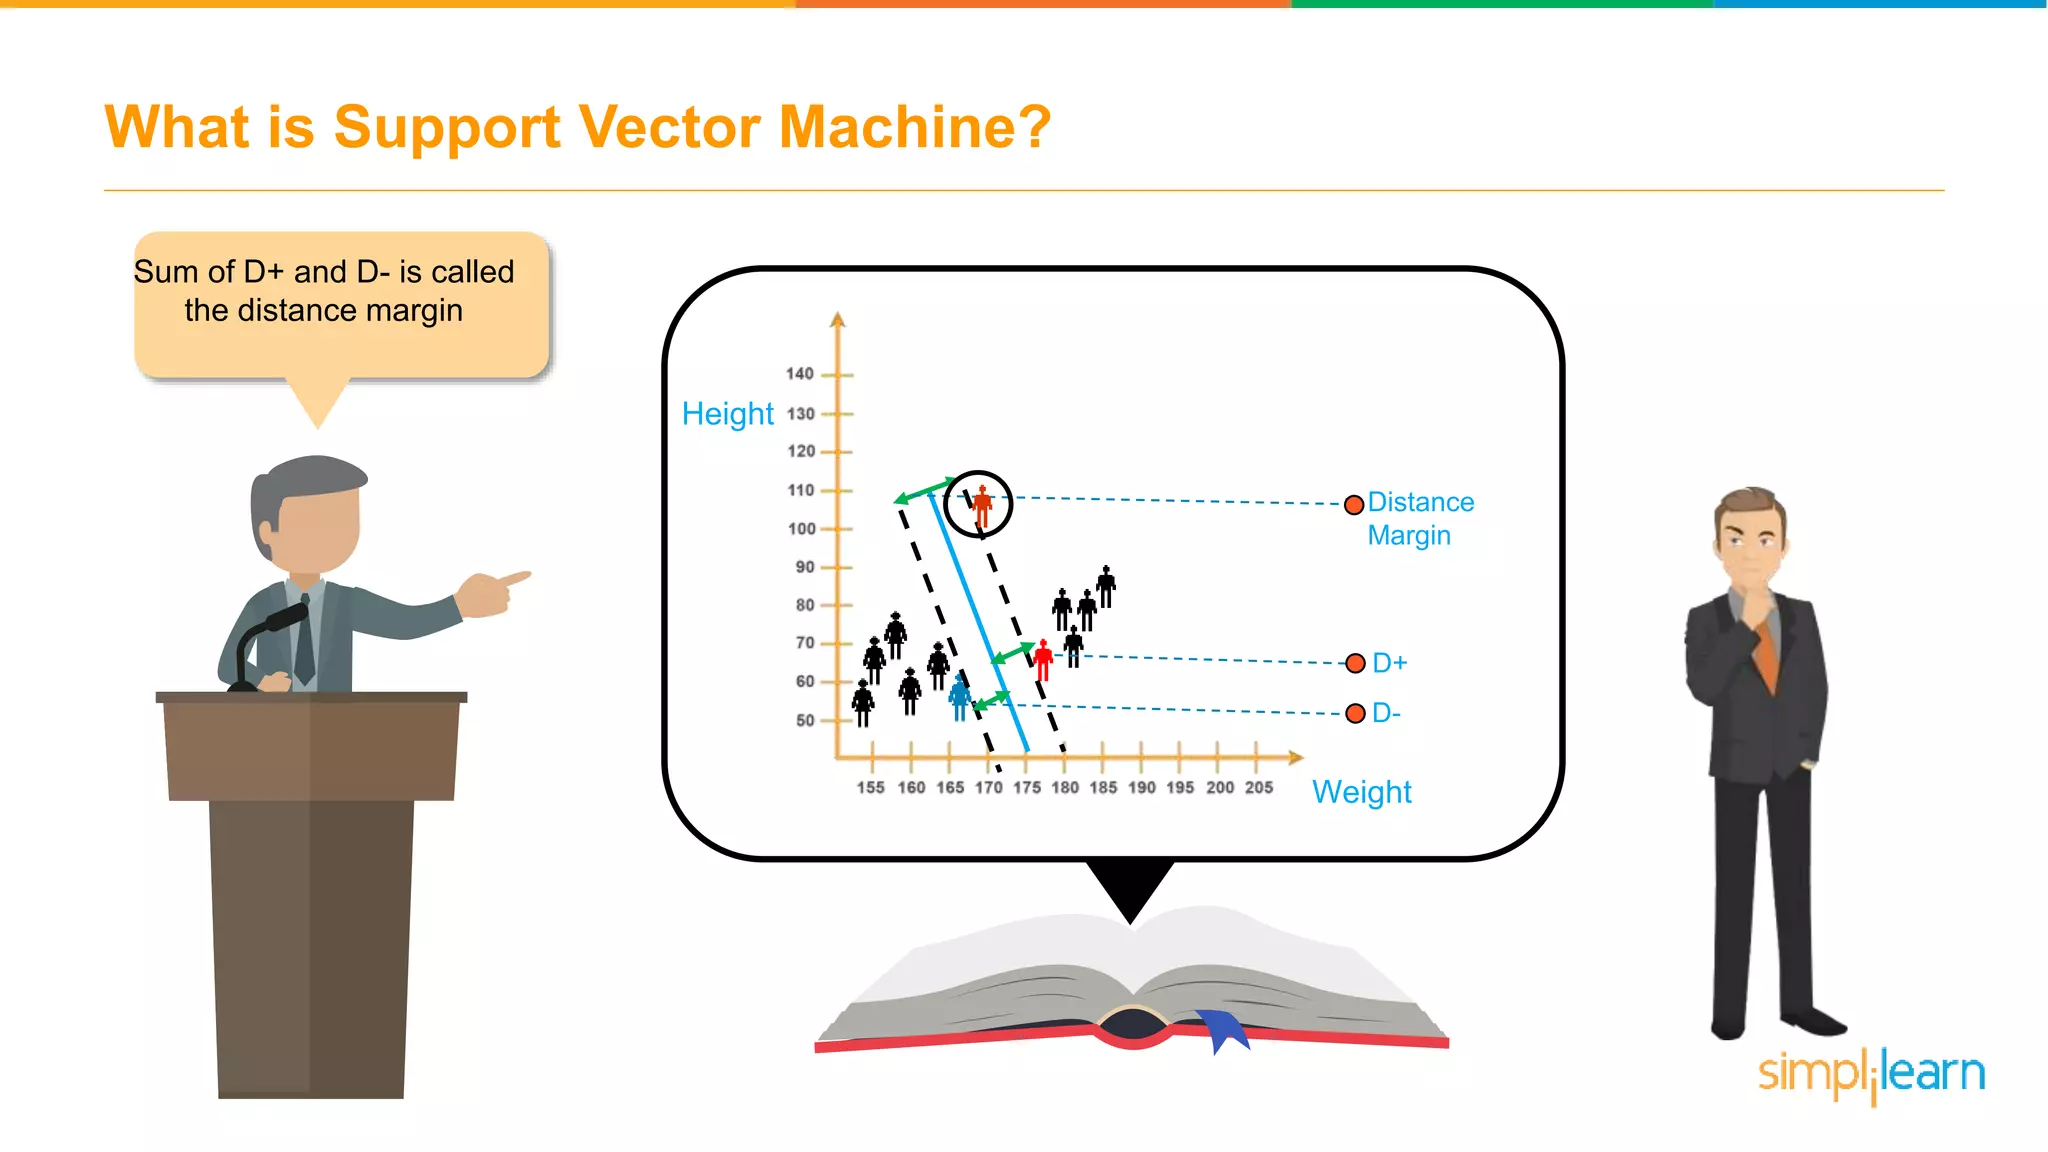 What is Support Vector Machine?
Sum of D+ and D- is called
the distance margin
Height
140
130
120
110
100
90
80
70
60
50
155 160 165 170 175 180 185 190 195 200 205
Weight
Distance
Margin
D+
D-
simplilearn